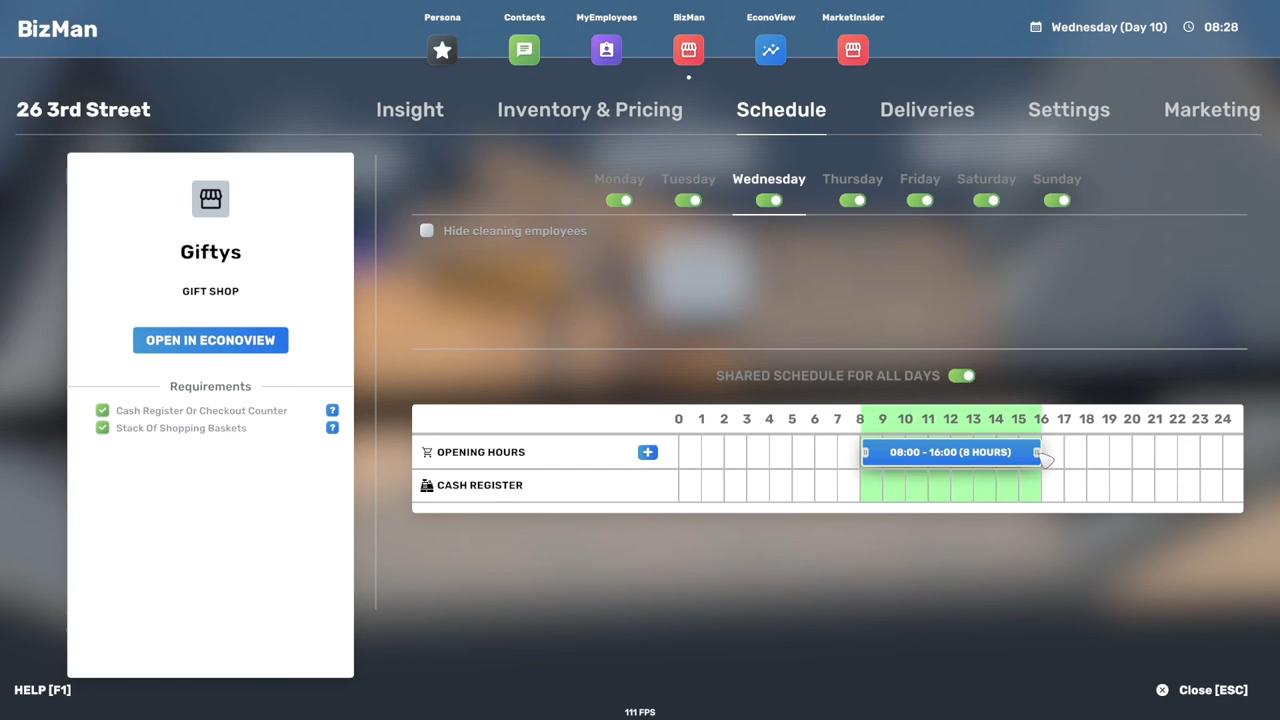 BizMan
Persona
Contacts
MyEmployees
BizMan
EconoView
MarketInsider
Wednesday (Day 10)
08:28
26 3rd Street
Insight
Inventory & Pricing
Schedule
Deliveries
Settings
Marketing
Giftys
GIFT SHOP
OPEN IN ECONOVIEW
Requirements
Cash Register Or Checkout Counter ?
Stack Of Shopping Baskets ?
Monday Tuesday Wednesday Thursday Friday Saturday Sunday
Hide cleaning employees
SHARED SCHEDULE FOR ALL DAYS
0 1 2 3 4 5 6 7 8 9 10 11 12 13 14 15 16 17 18 19 20 21 22 23 24
OPENING HOURS
08:00 - 16:00 (8 HOURS)
CASH REGISTER
HELP [F1]
Close [ESC]
111 FPS